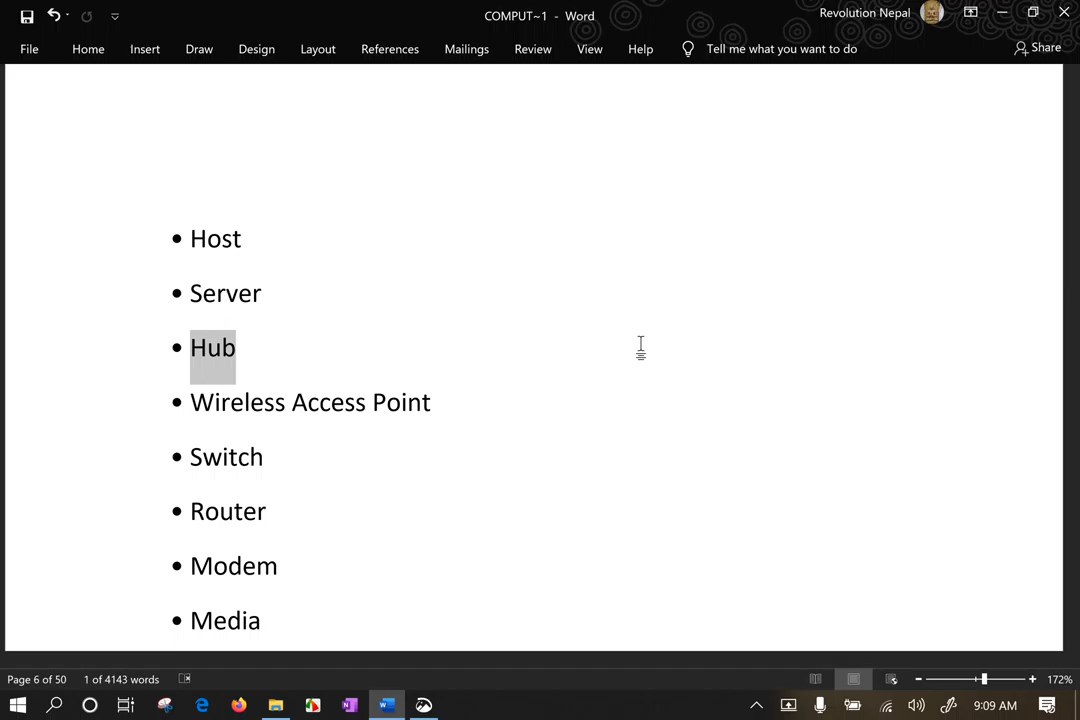 COMPUT~1 - Word
Revolution Nepal
File Home Insert Draw Design Layout References Mailings Review View Help Tell me what you want to do Share
• Host
• Server
• Hub
• Wireless Access Point
• Switch
• Router
• Modem
• Media
Page 6 of 50 1 of 4143 words 172%
9:09 AM